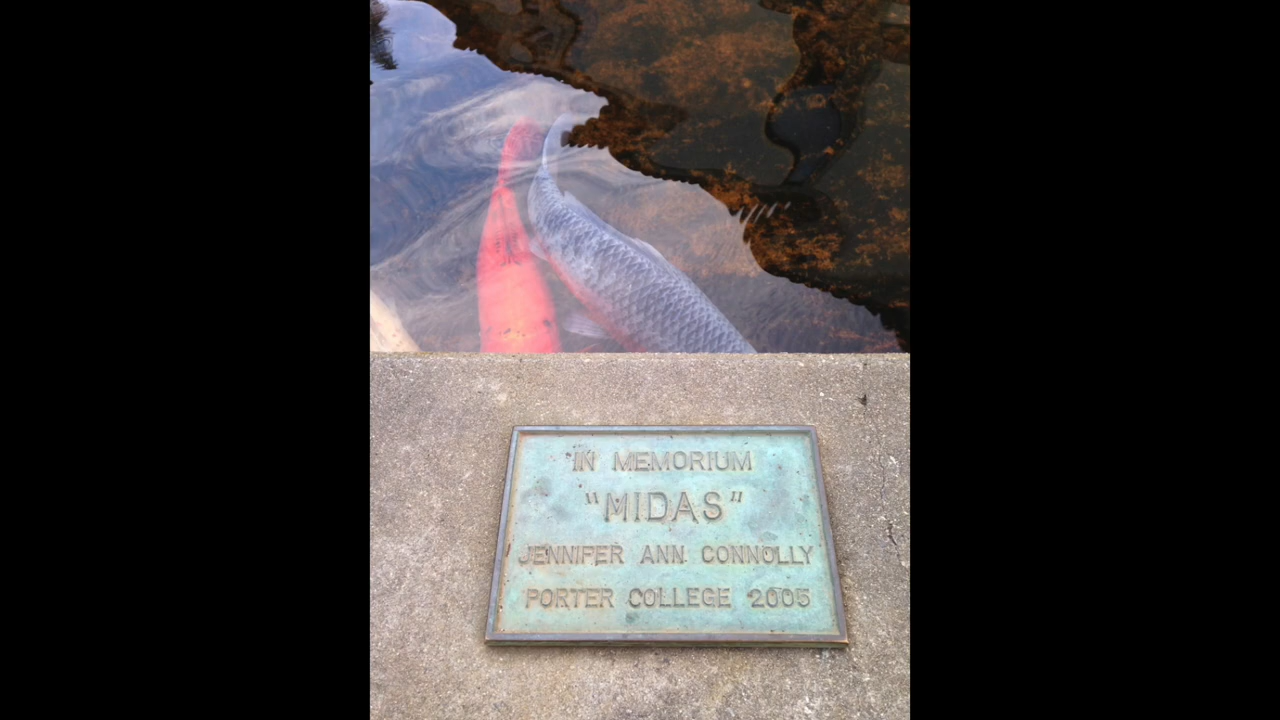 IN MEMORIUM
"MIDAS"
JENNIFER ANN CONNOLLY
PORTER COLLEGE 2005